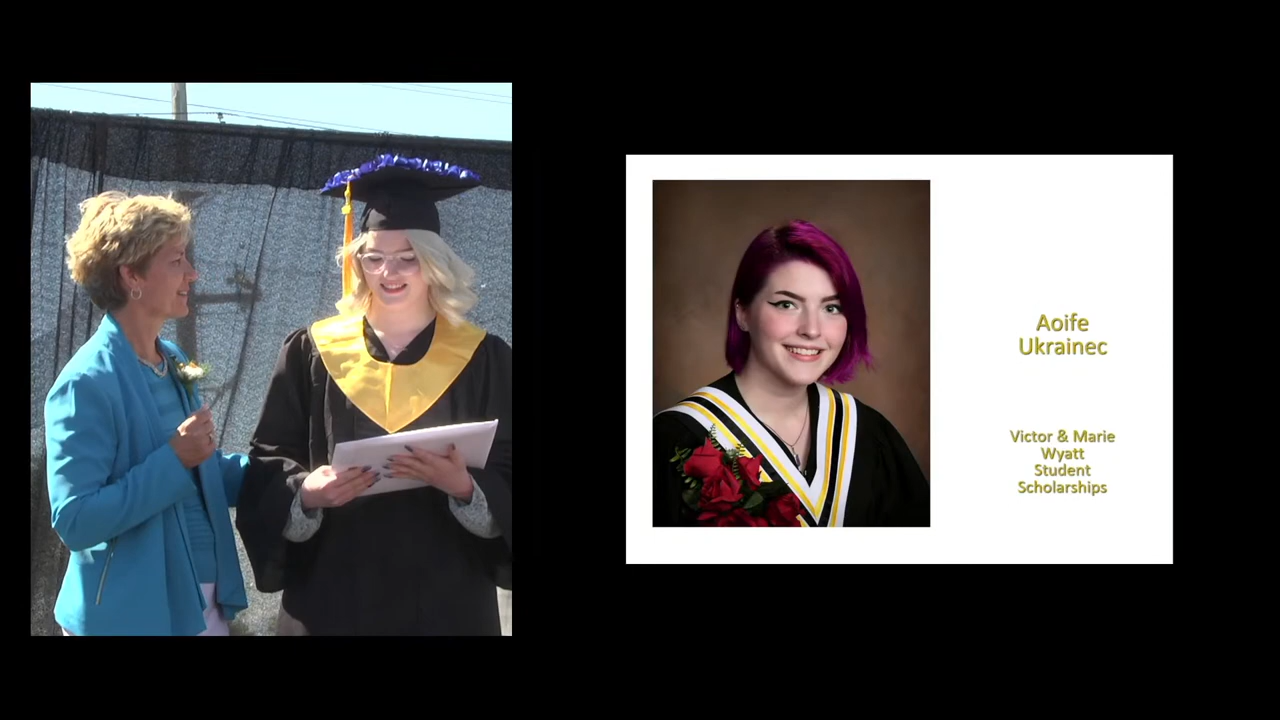 Aoife
Ukrainec
Victor & Marie
Wyatt
Student
Scholarships